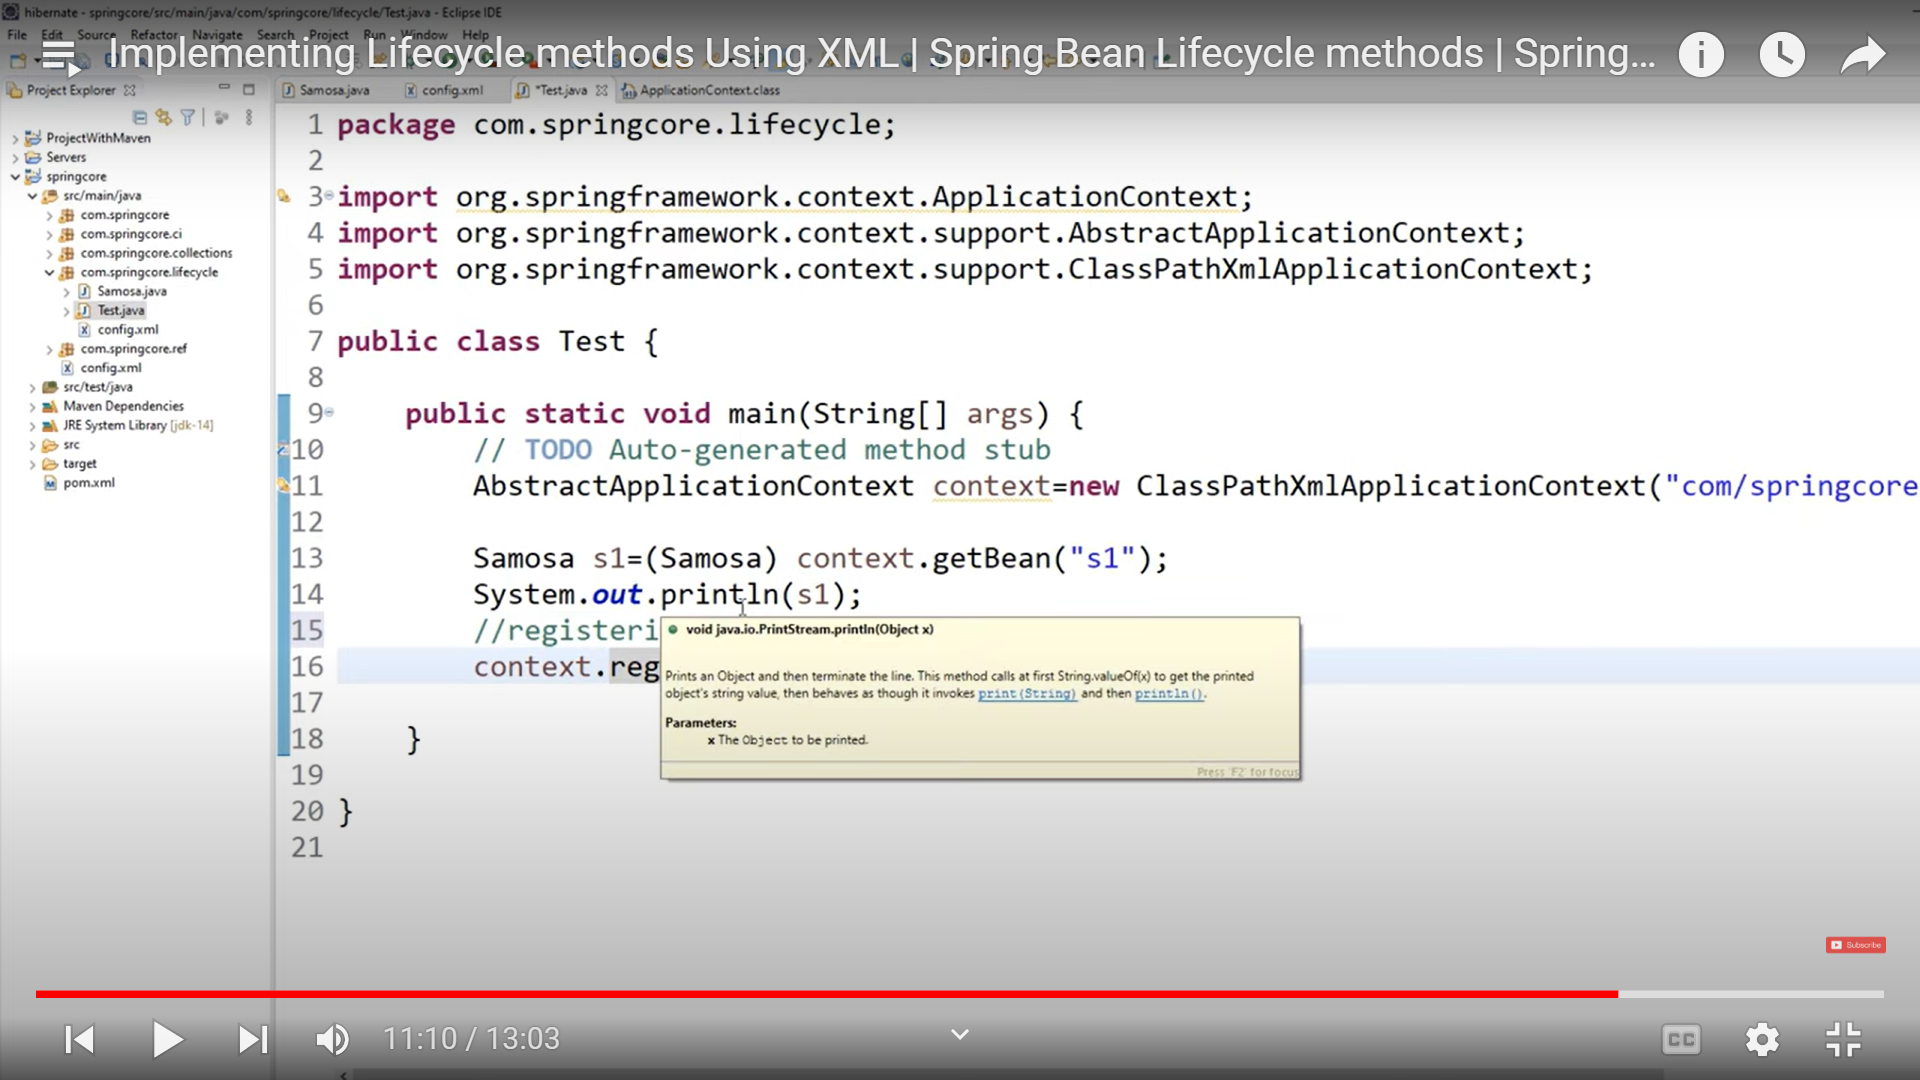 hibernate - springcore/src/main/java/com/springcore/lifecycle/Test.java - Eclipse IDE
File Edit Source Refactor Navigate Search Project Run Window Help
Implementing Lifecycle methods Using XML | Spring Bean Lifecycle methods | Spring...
Project Explorer
Samosa.java config.xml *Test.java ApplicationContext.class
ProjectWithMaven
Servers
springcore
src/main/java
com.springcore
com.springcore.ci
com.springcore.collections
com.springcore.lifecycle
Samosa.java
Test.java
config.xml
com.springcore.ref
config.xml
src/test/java
Maven Dependencies
JRE System Library [jdk-14]
src
target
pom.xml
1 package com.springcore.lifecycle;
2
3 import org.springframework.context.ApplicationContext;
4 import org.springframework.context.support.AbstractApplicationContext;
5 import org.springframework.context.support.ClassPathXmlApplicationContext;
6
7 public class Test {
8
9 public static void main(String[] args) {
10 // TODO Auto-generated method stub
11 AbstractApplicationContext context=new ClassPathXmlApplicationContext("com/springcore
12
13 Samosa s1=(Samosa) context.getBean("s1");
14 System.out.println(s1);
15 //registeri
16 context.reg
17
18 }
19
20 }
21
void java.io.PrintStream.println(Object x)
Prints an Object and then terminate the line. This method calls at first String.valueOf(x) to get the printed
object's string value, then behaves as though it invokes print(String) and then println().
Parameters:
x The Object to be printed.
Press 'F2' for focus
Subscribe
11:10 / 13:03
CC